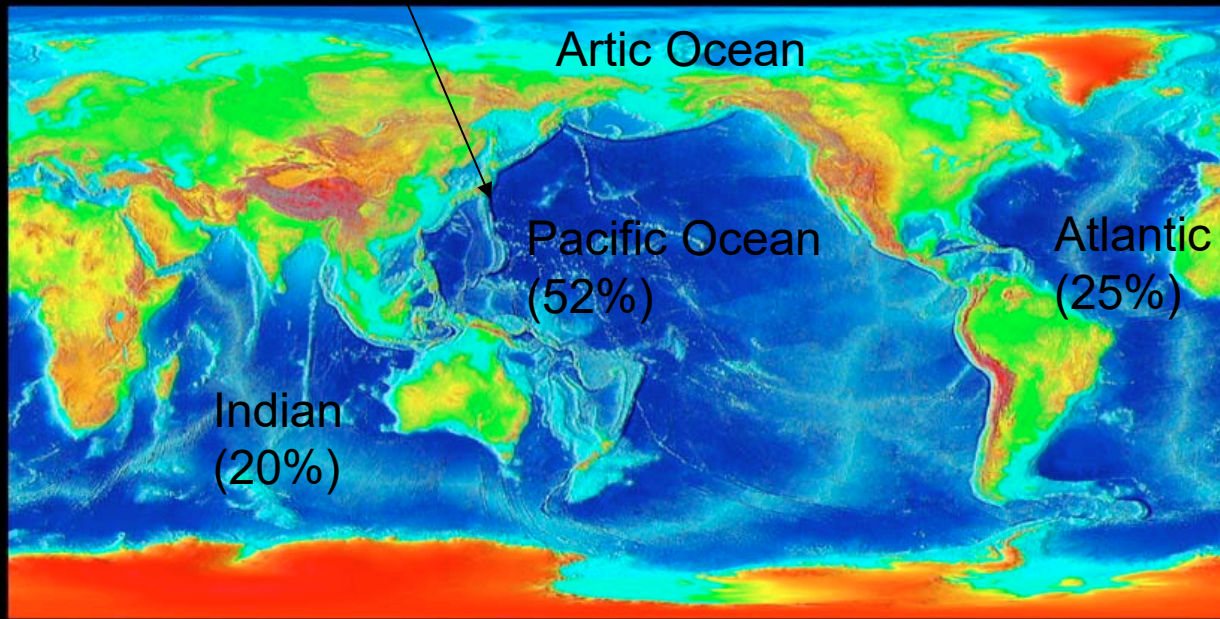 Artic Ocean
Pacific Ocean
(52%)
Atlantic
(25%)
Indian
(20%)